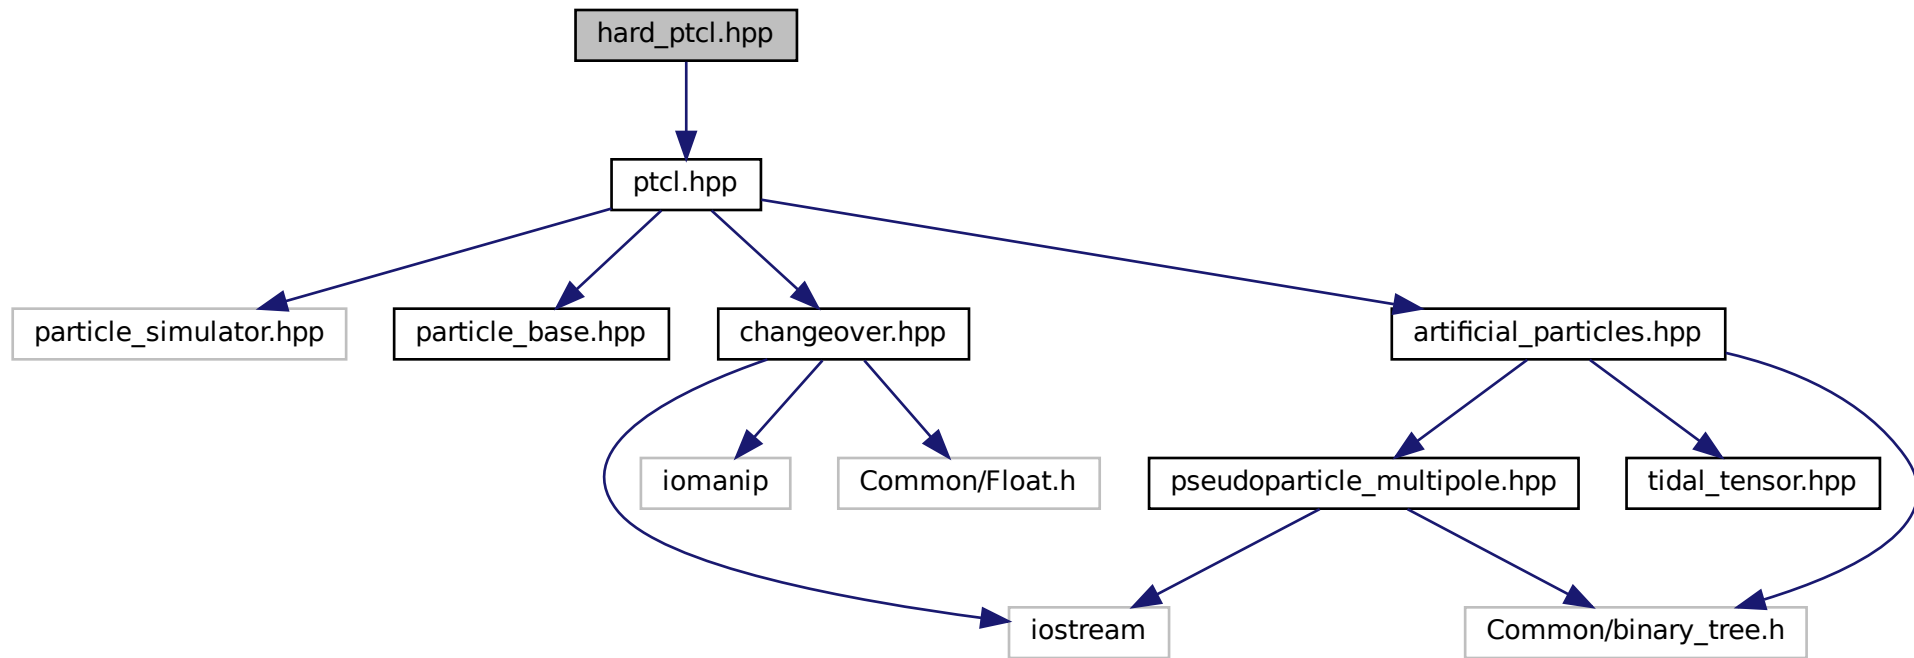 hard_ptcl.hpp
ptcl.hpp
particle_simulator.hpp
particle_base.hpp
changeover.hpp
artificial_particles.hpp
iomanip
Common/Float.h
pseudoparticle_multipole.hpp
tidal_tensor.hpp
iostream
Common/binary_tree.h